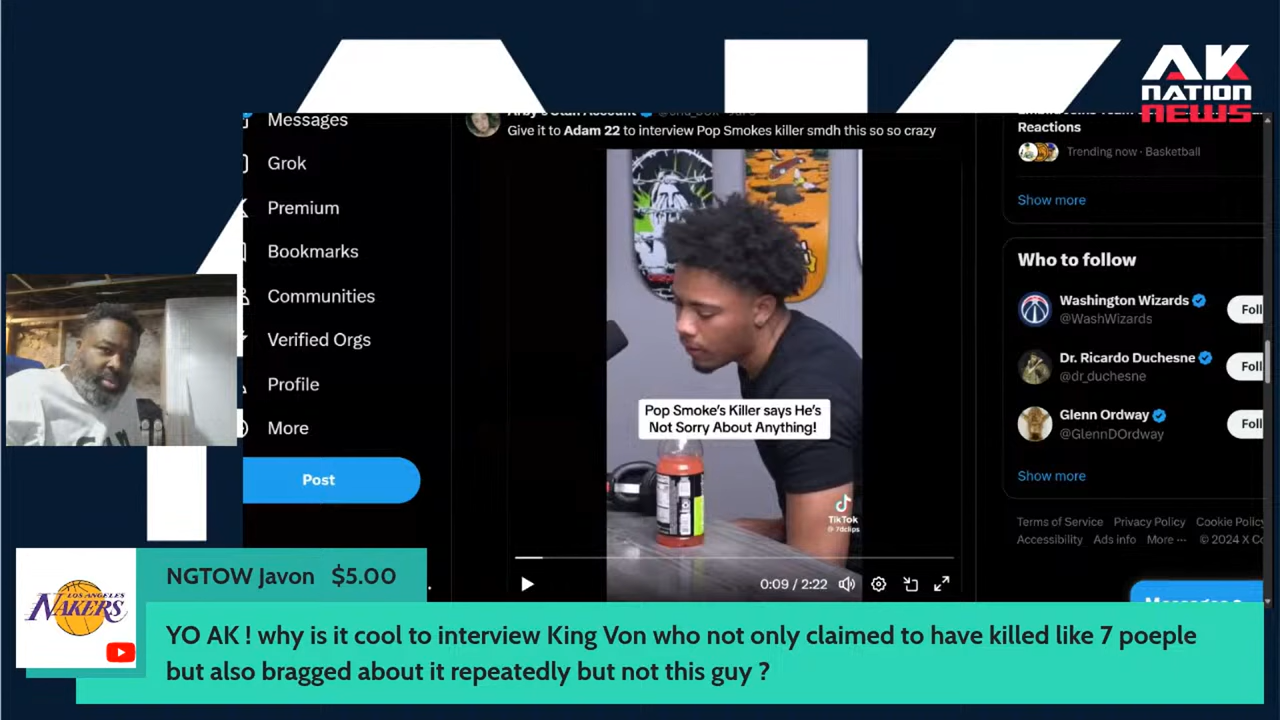 AK
NATION
NEWS
Messages
Grok
Premium
Bookmarks
Communities
Verified Orgs
Profile
More
Post
Give it to Adam 22 to interview Pop Smokes killer smdh this so so crazy
Pop Smoke's Killer says He's
Not Sorry About Anything!
TikTok
@ 7dclips
0:09 / 2:22
Reactions
Trending now · Basketball
Show more
Who to follow
Washington Wizards
@WashWizards
Foll
Dr. Ricardo Duchesne
@dr_duchesne
Foll
Glenn Ordway
@GlennDOrdway
Foll
Show more
Terms of Service Privacy Policy Cookie Policy
Accessibility Ads info More ··· © 2024 X Co
LOS ANGELES
NAKERS
NGTOW Javon $5.00
YO AK ! why is it cool to interview King Von who not only claimed to have killed like 7 poeple
but also bragged about it repeatedly but not this guy ?